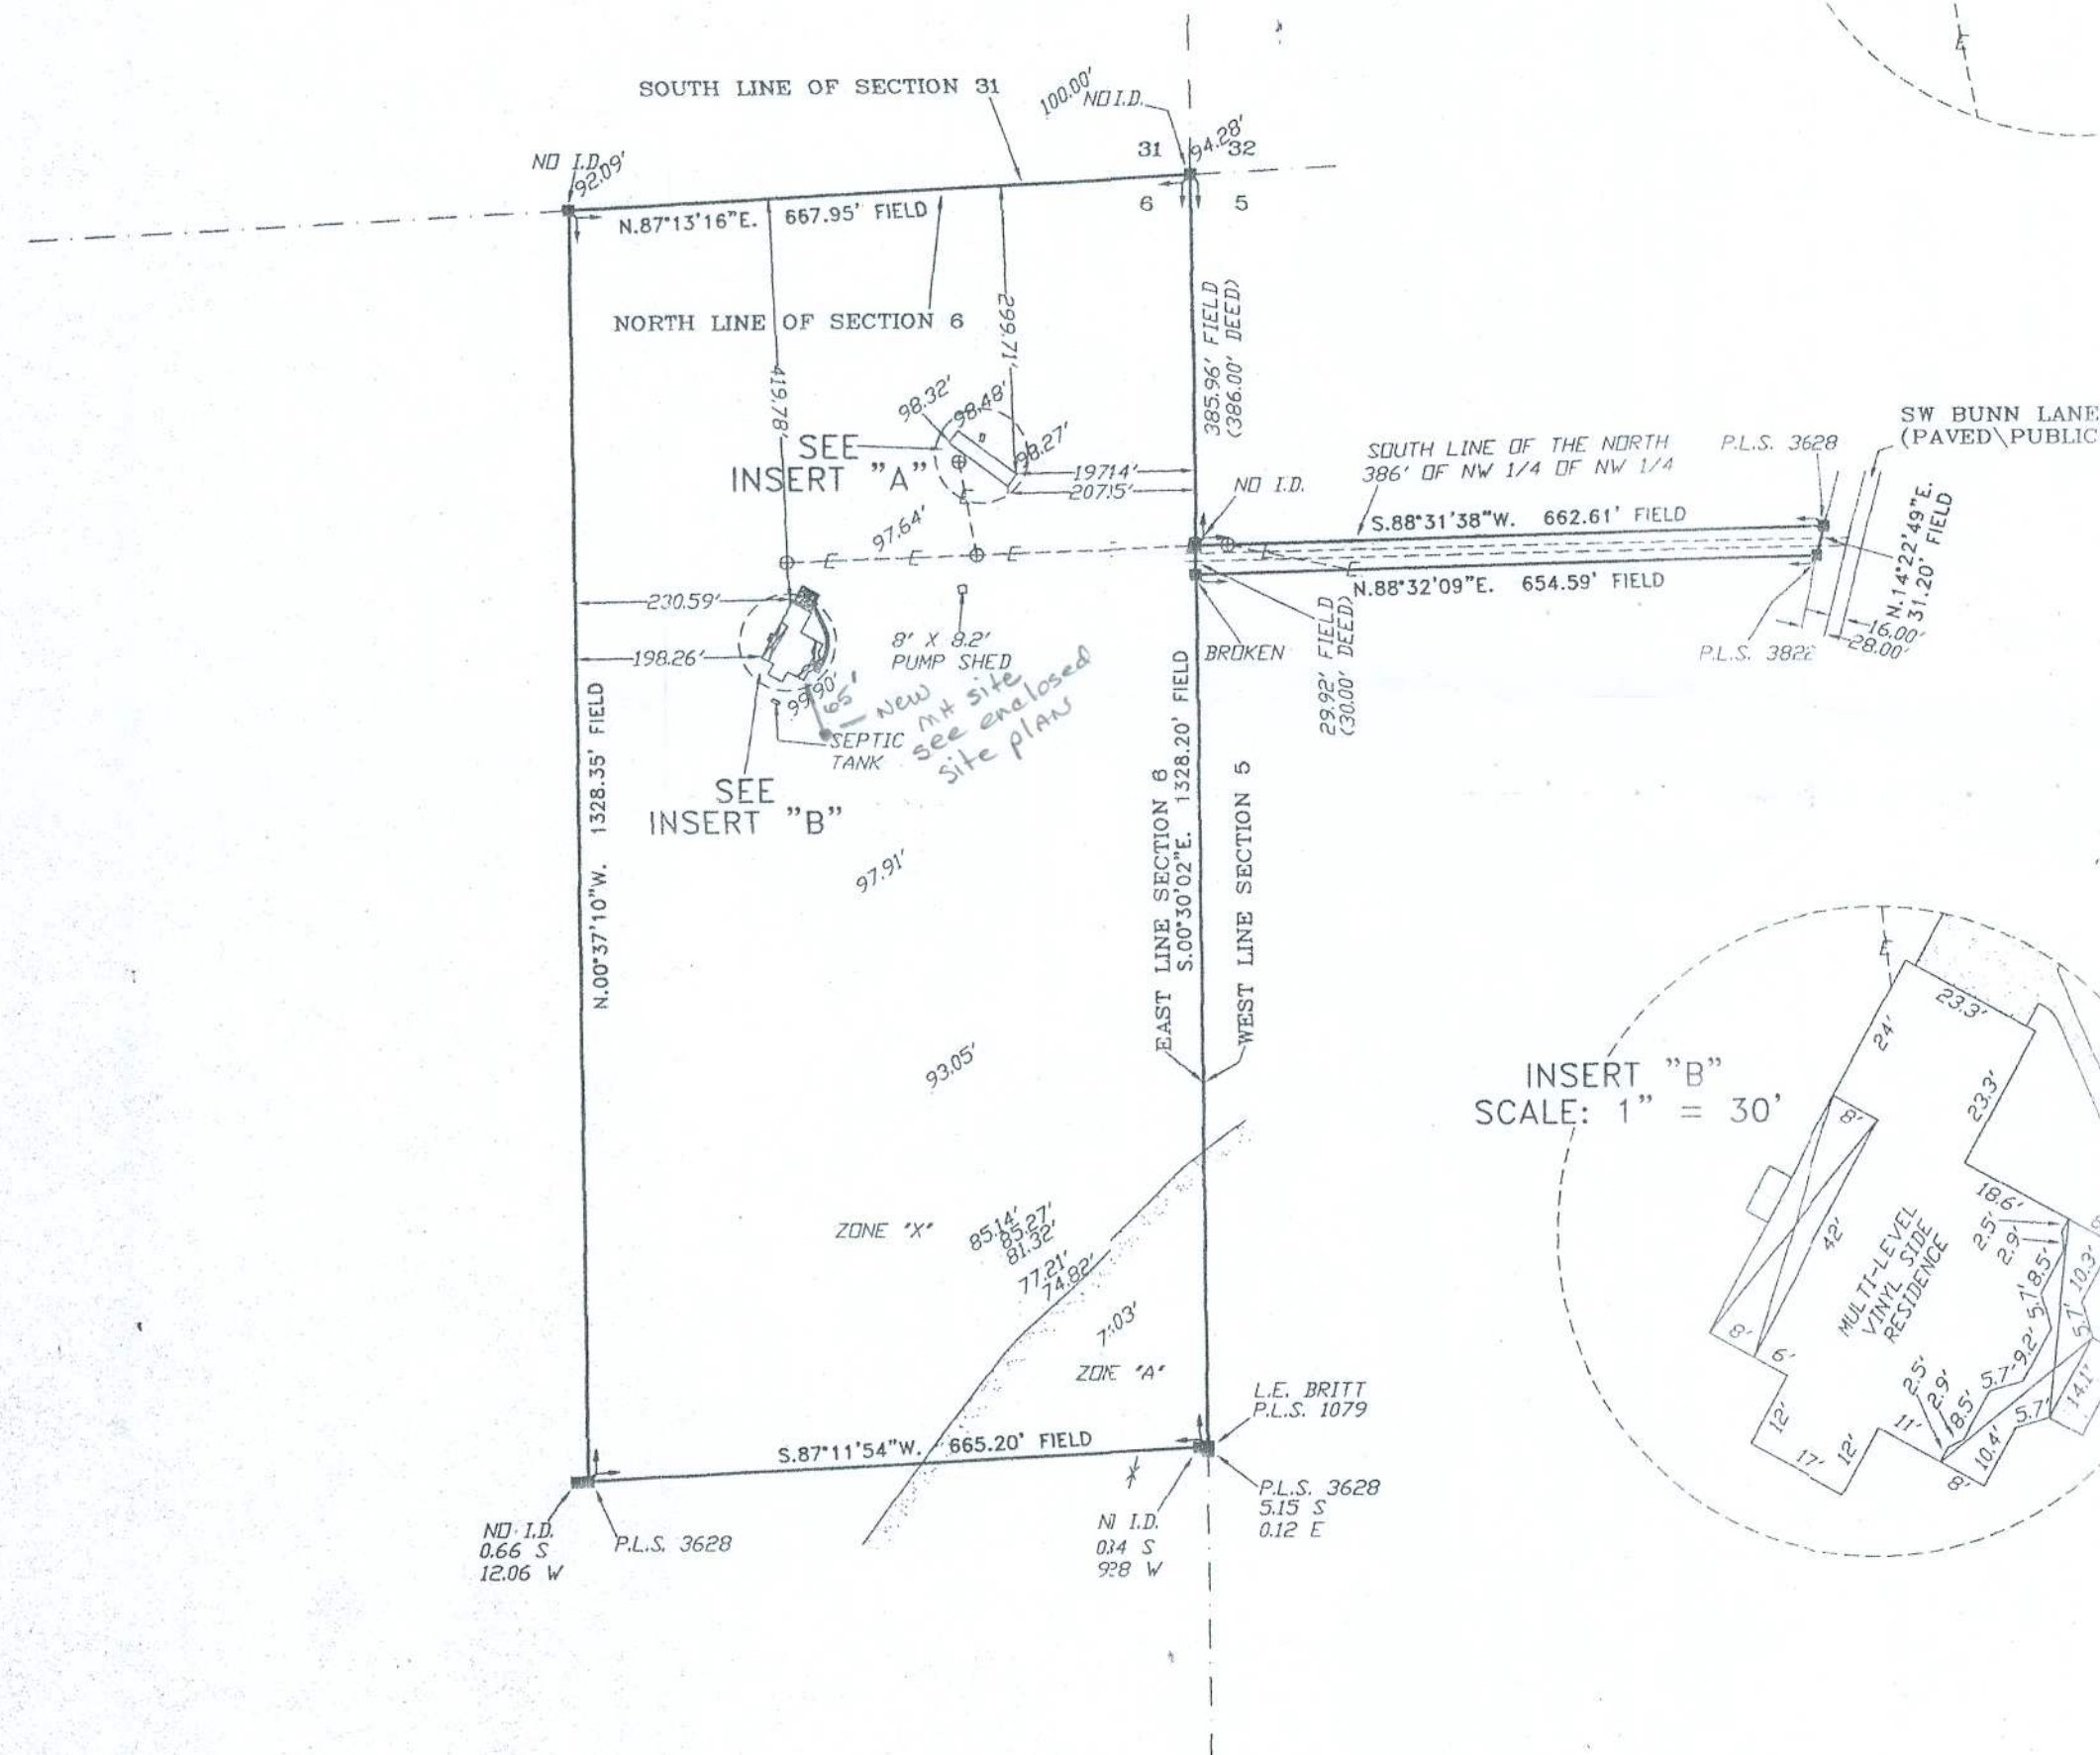 SOUTH LINE OF SECTION 31
100.00'
NO I.D.
94.28'
31 32
6 5
NO I.D.
92.09'
N.87°13'16"E. 667.95' FIELD
NORTH LINE OF SECTION 6
419.78'
299.71'
385.96' FIELD
(386.00' DEED)
98.32'
98.48'
98.27'
SEE
INSERT "A"
197.14'
207.5'
97.64'
E
E
E
NO I.D.
SOUTH LINE OF THE NORTH
386' OF NW 1/4 OF NW 1/4
P.L.S. 3628
SW BUNN LANE
(PAVED\PUBLIC
S.88°31'38"W. 662.61' FIELD
N.88°32'09"E. 654.59' FIELD
E
N.14°22'49"E.
31.20' FIELD
16.00'
28.00'
P.L.S. 3822
BROKEN
29.92' FIELD
(30.00' DEED)
230.59'
198.26'
8' X 8.2'
PUMP SHED
99.90'
65'
New
MH site
see enclosed
site plan
SEPTIC
TANK
SEE
INSERT "B"
N.00°37'10"W. 1328.35' FIELD
EAST LINE SECTION 6
S.00°30'02"E. 1328.20' FIELD
WEST LINE SECTION 5
97.91'
93.05'
ZONE "X"
85.14'
85.27'
81.32'
77.21'
74.82'
ZONE "A"
S.87°11'54"W. 665.20' FIELD
L.E. BRITT
P.L.S. 1079
P.L.S. 3628
5.15 S
0.12 E
NO I.D.
0.66 S
12.06 W
P.L.S. 3628
INSERT "B"
SCALE: 1" = 30'
E
23.3'
24'
23.3'
8'
18.6'
2.5'
2.9'
42'
MULTI-LEVEL
VINYL SIDE
RESIDENCE
8.5'
5.7'
9.2'
5.7'
10.3'
5.7'
14.1'
8'
6'
12'
17'
12'
11'
2.5'
2.9'
8.5'
5.7'
10.4'
8'